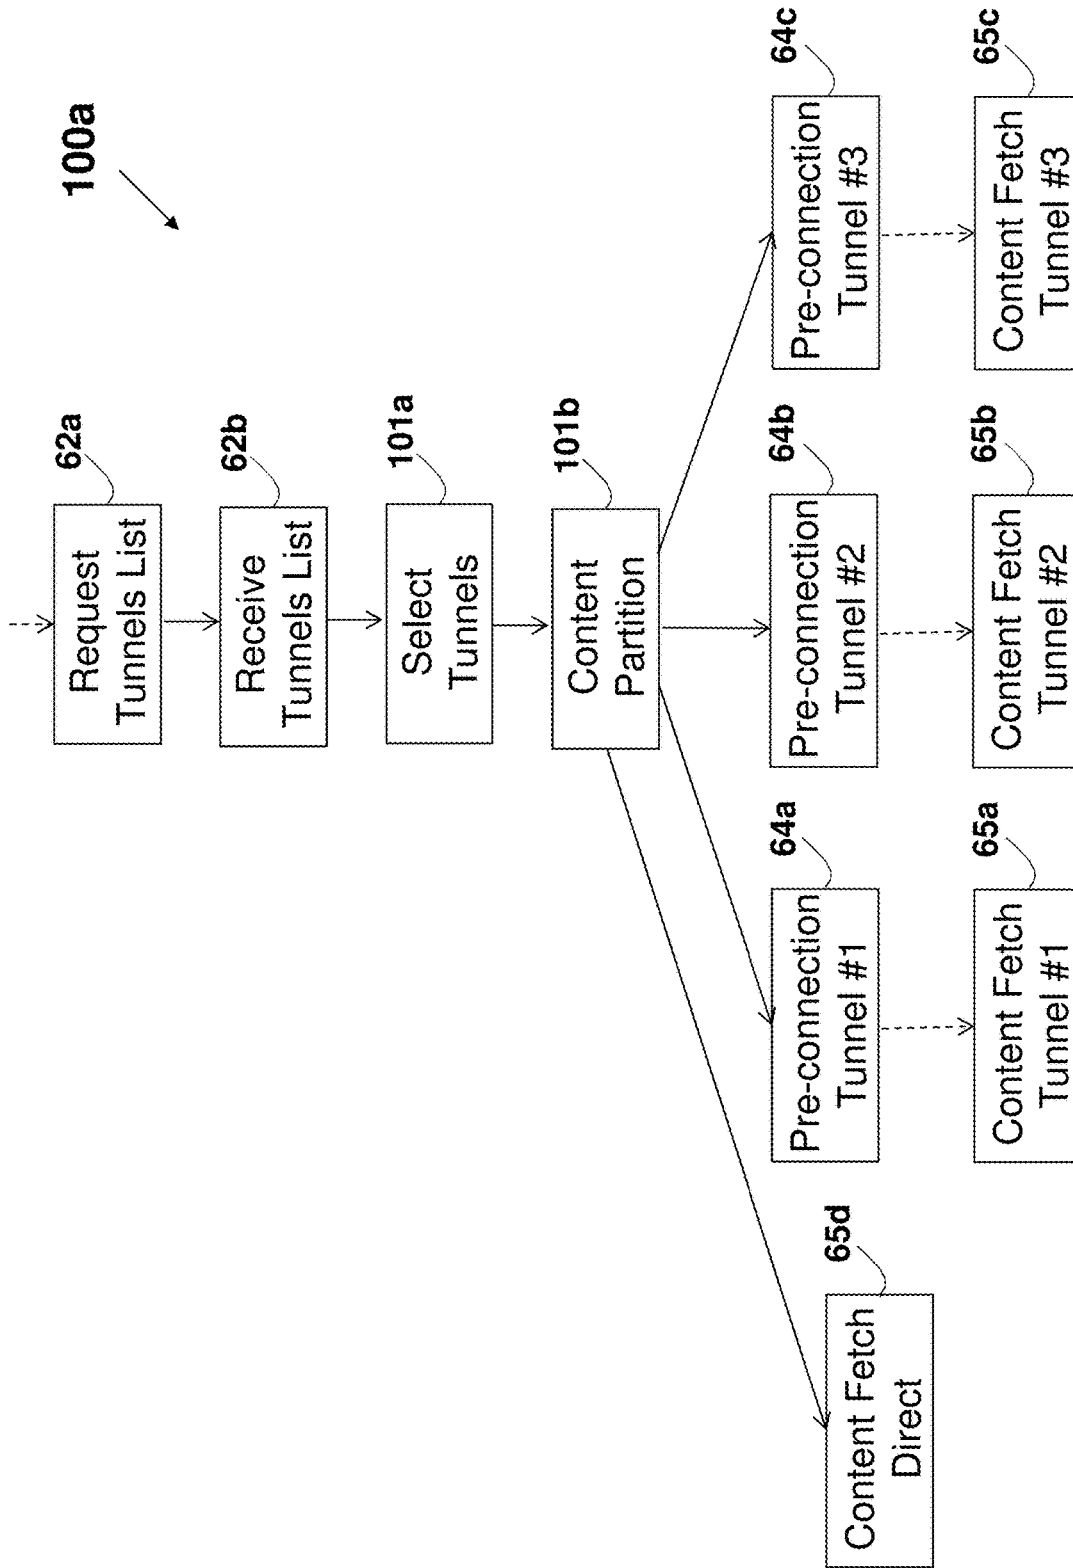 100a
62a
Request
Tunnels List
62b
Receive
Tunnels List
101a
Select
Tunnels
101b
Content
Partition
65d
Content Fetch
Direct
64a
Pre-connection
Tunnel #1
64b
Pre-connection
Tunnel #2
64c
Pre-connection
Tunnel #3
65a
Content Fetch
Tunnel #1
65b
Content Fetch
Tunnel #2
65c
Content Fetch
Tunnel #3